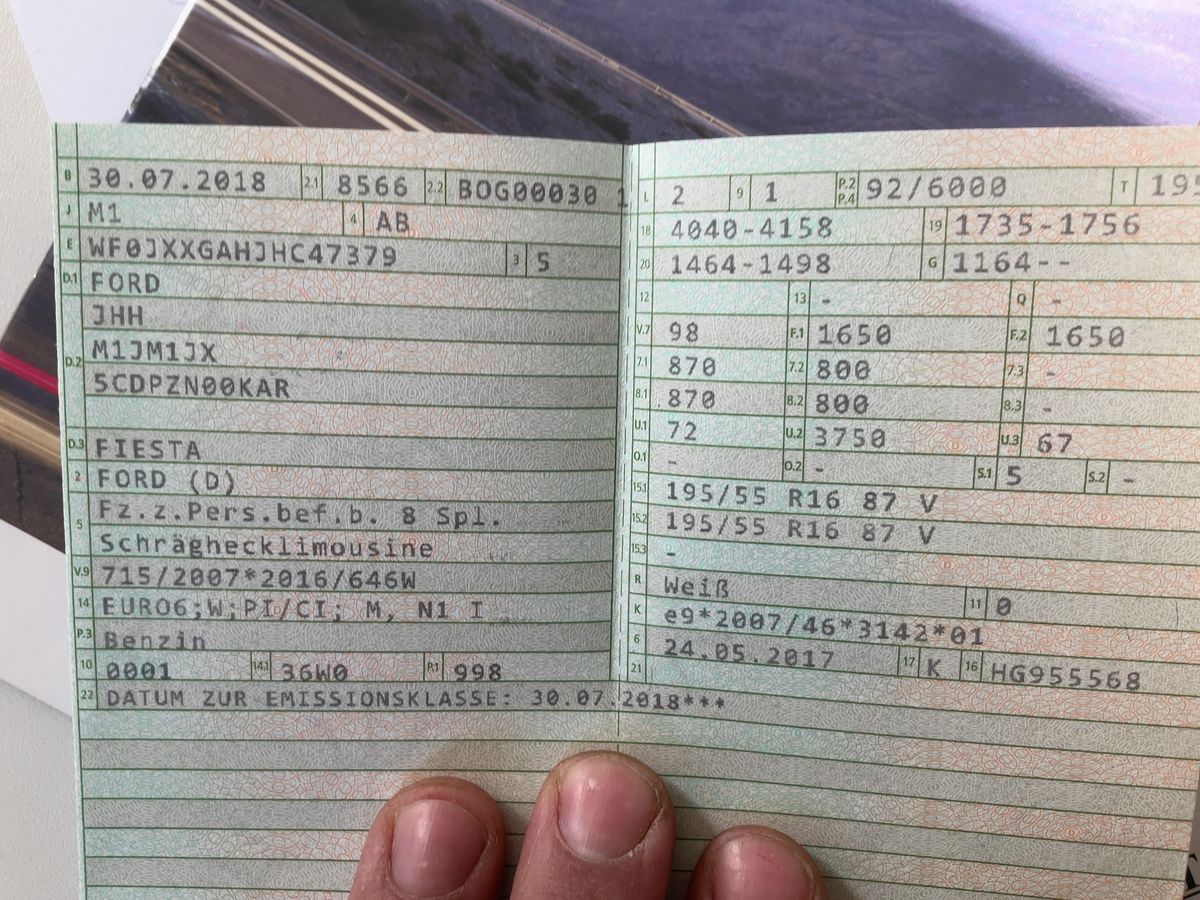 B 30.07.2018 2.1 8566 2.2 BOG00030 1
J M1 4 AB
E WF0JXXGAHJHC47379 3 5
D.1 FORD
JHH
D.2 M1JM1JX
5CDPZN00KAR
D.3 FIESTA
2 FORD (D)
5 Fz.z.Pers.bef.b. 8 Spl.
Schräghecklimousine
V.9 715/2007*2016/646W
14 EURO6;W;PI/CI; M, N1 I
P.3 Benzin
10 0001 14.1 36W0 P.1 998
22 DATUM ZUR EMISSIONSKLASSE: 30.07.2018***
L 2 9 1 P.2 P.4 92/6000 T 195
18 4040-4158 19 1735-1756
20 1464-1498 G 1164--
12 13 - Q -
V.7 98 F.1 1650 F.2 1650
7.1 870 7.2 800 7.3 -
8.1 870 8.2 800 8.3 -
U.1 72 U.2 3750 U.3 67
O.1 - O.2 - S.1 5 S.2 -
15.1 195/55 R16 87 V
15.2 195/55 R16 87 V
15.3 -
R Weiß 11 0
K e9*2007/46*3142*01
6 24.05.2017 17 K 16 HG955568
21